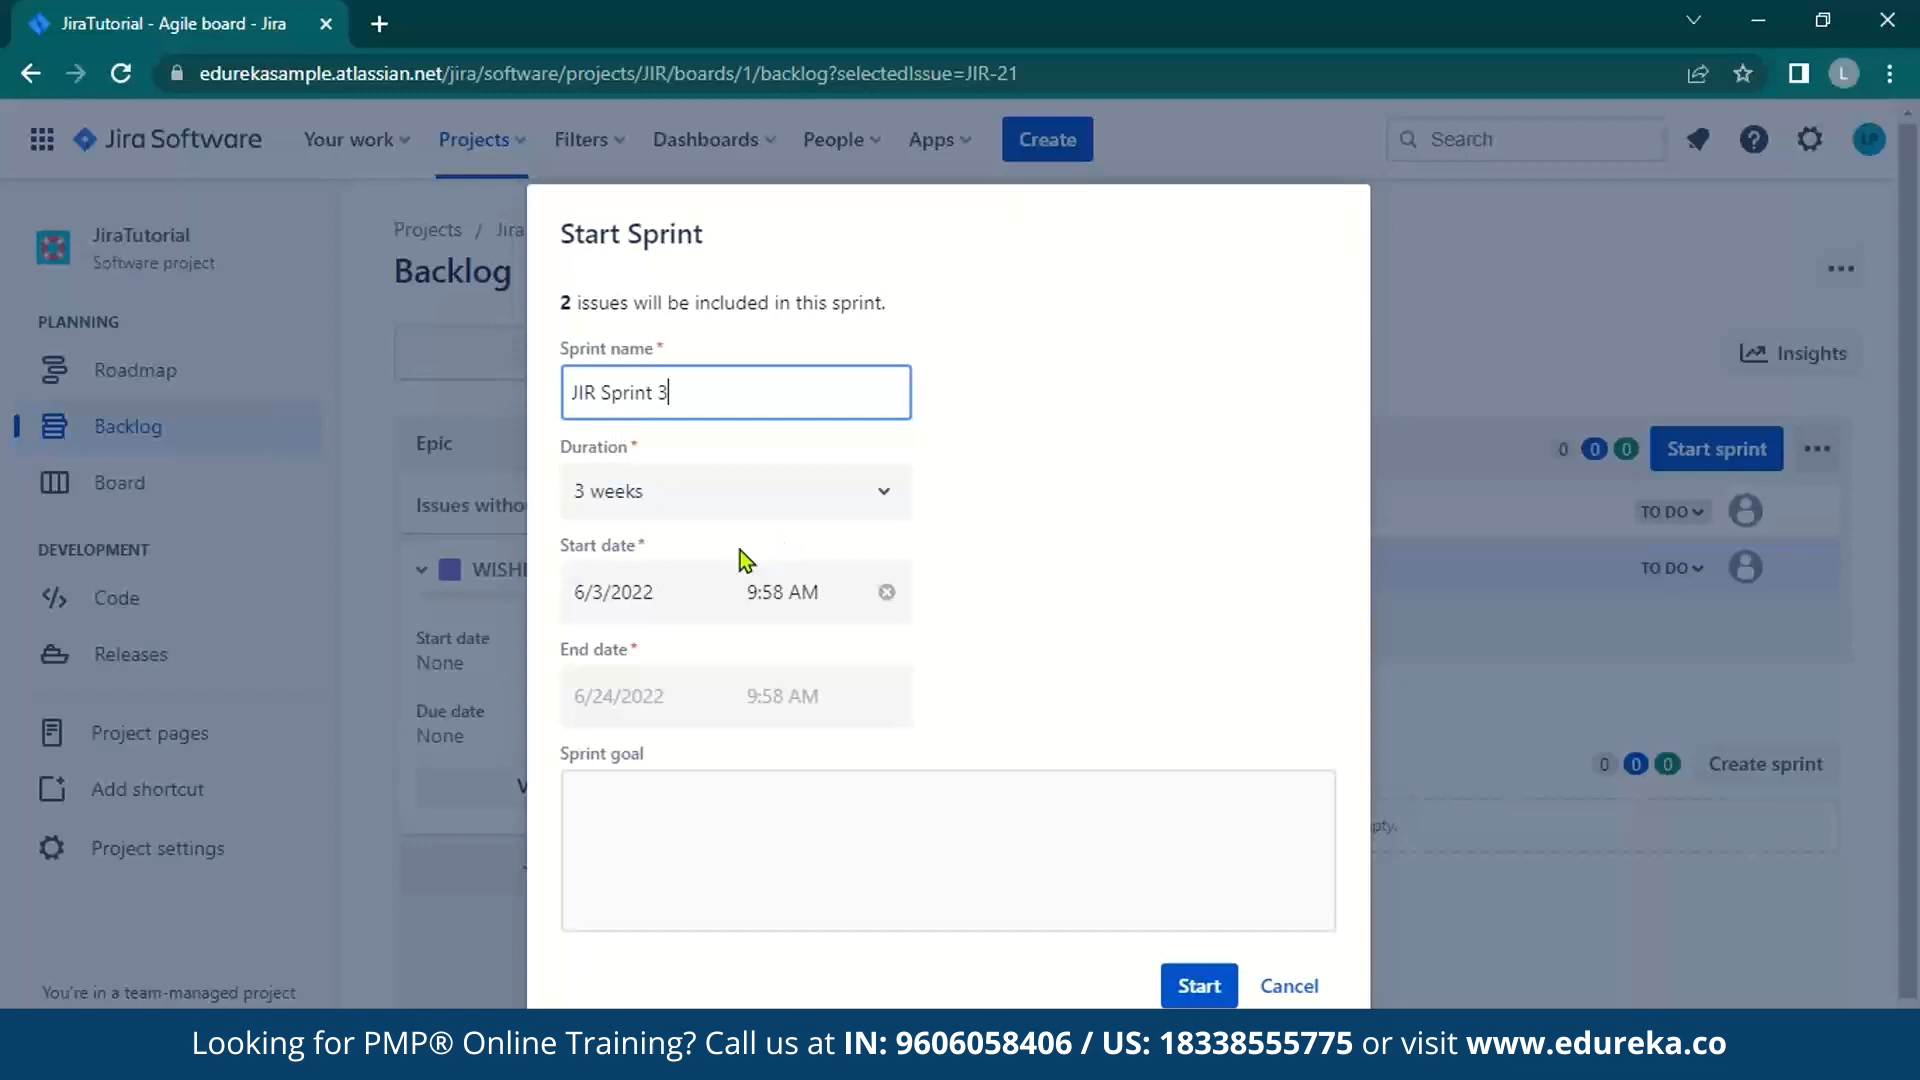 JiraTutorial - Agile board - Jira
edurekasample.atlassian.net/jira/software/projects/JIR/boards/1/backlog?selectedIssue=JIR-21
L
Jira Software
Your work
Projects
Filters
Dashboards
People
Apps
Create
Search
LP
JiraTutorial
Software project
PLANNING
Roadmap
Backlog
Board
DEVELOPMENT
Code
Releases
Project pages
Add shortcut
Project settings
You're in a team-managed project
Projects / Jira
Backlog
Insights
Epic
Issues witho
WISHI
Start date
None
Due date
None
V
0 0 0 Start sprint
TO DO
TO DO
0 0 0 Create sprint
pty.
Start Sprint
2 issues will be included in this sprint.
Sprint name *
JIR Sprint 3
Duration *
3 weeks
Start date *
6/3/2022 9:58 AM
End date *
6/24/2022 9:58 AM
Sprint goal
Start Cancel
Looking for PMP® Online Training? Call us at IN: 9606058406 / US: 18338555775 or visit www.edureka.co